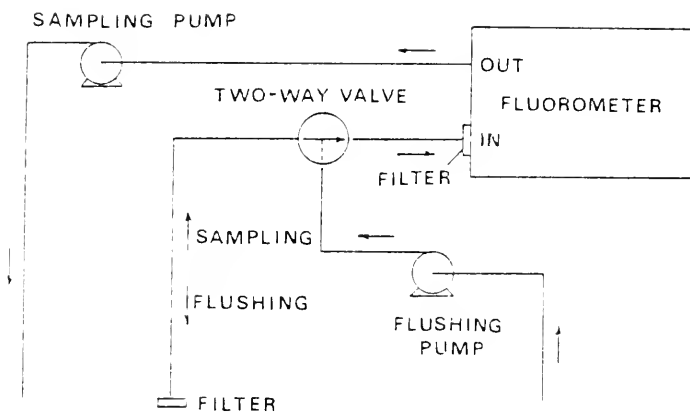 SAMPLING PUMP
OUT
TWO-WAY VALVE
FLUOROMETER
IN
FILTER
SAMPLING
FLUSHING
FLUSHING
PUMP
FILTER